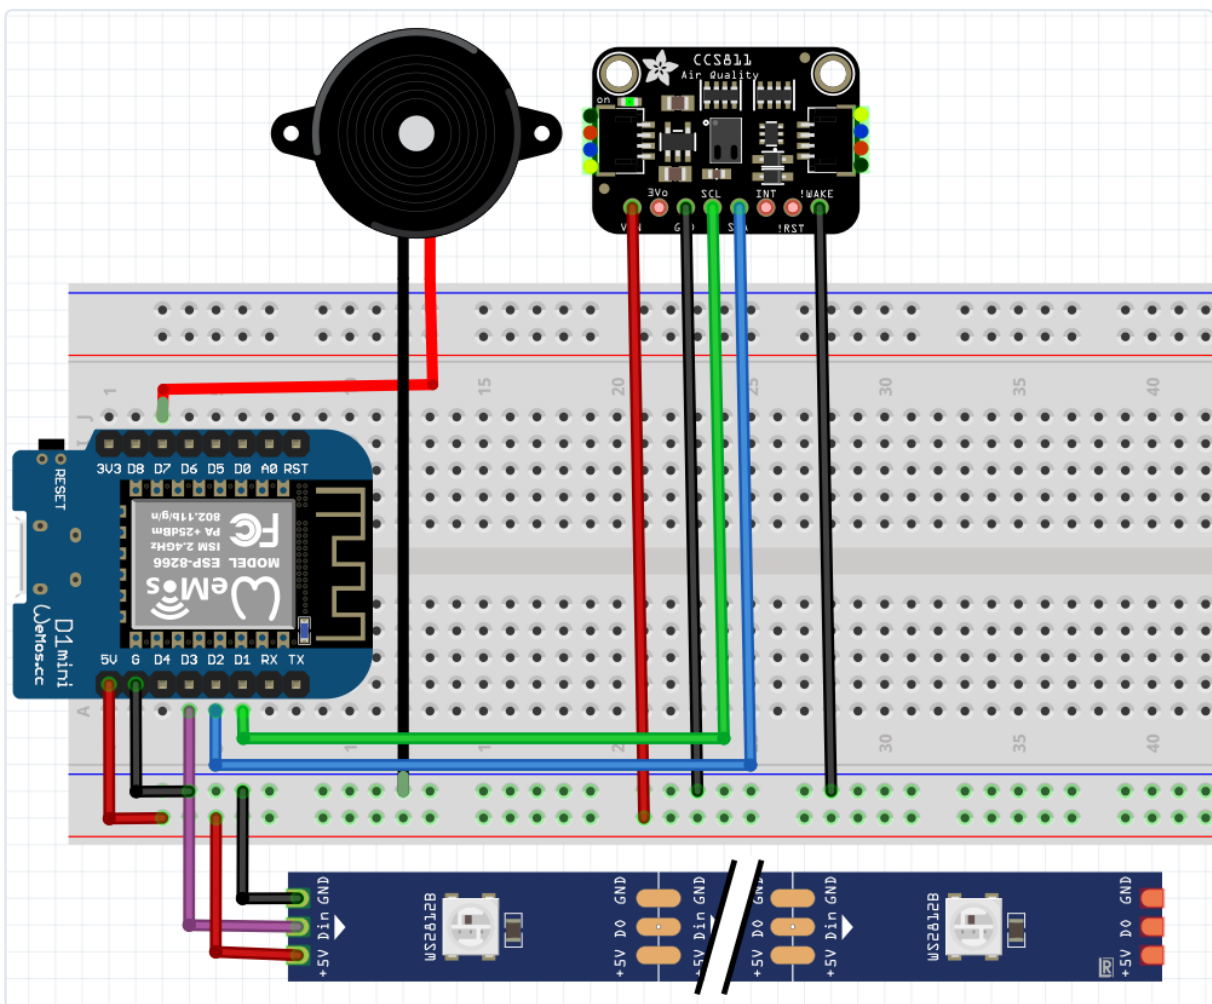 CCS811
Air Quality
on
3Vo SCL INT !WAKE
!RST
1 15 20 25 30 35 40
J
3V3 D8 D7 D6 D5 D0 A0 RST
RESET
802.11b/g/n
PA +25dBm
ISM 2.4GHz
MODEL ESP-8266
FC
WeMos
D1mini
WeMos.cc
5V G D4 D3 D2 D1 RX TX
A
30 35 40
WS2812B
+5V Din GND
+5V DO GND
+5V Din GND
+5V DO GND
+5V Din GND
WS2812B
+5V DO GND